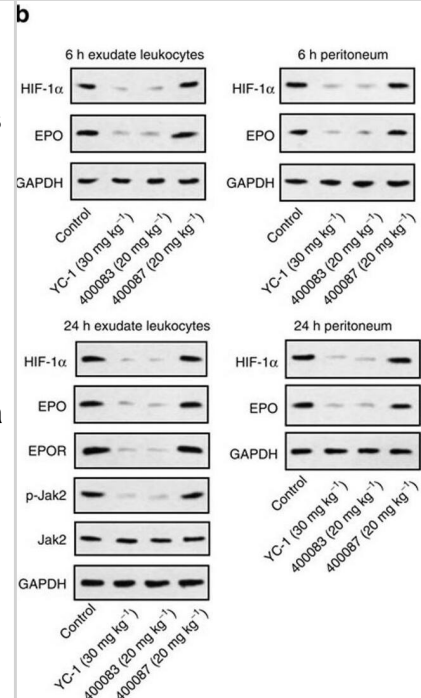 b
6 h exudate leukocytes
HIF-1α
EPO
GAPDH
Control
YC-1 (30 mg kg⁻¹)
400083 (20 mg kg⁻¹)
400087 (20 mg kg⁻¹)
6 h peritoneum
HIF-1α
EPO
GAPDH
Control
YC-1 (30 mg kg⁻¹)
400083 (20 mg kg⁻¹)
400087 (20 mg kg⁻¹)
24 h exudate leukocytes
HIF-1α
EPO
EPOR
p-Jak2
Jak2
GAPDH
Control
YC-1 (30 mg kg⁻¹)
400083 (20 mg kg⁻¹)
400087 (20 mg kg⁻¹)
24 h peritoneum
HIF-1α
EPO
GAPDH
Control
YC-1 (30 mg kg⁻¹)
400083 (20 mg kg⁻¹)
400087 (20 mg kg⁻¹)